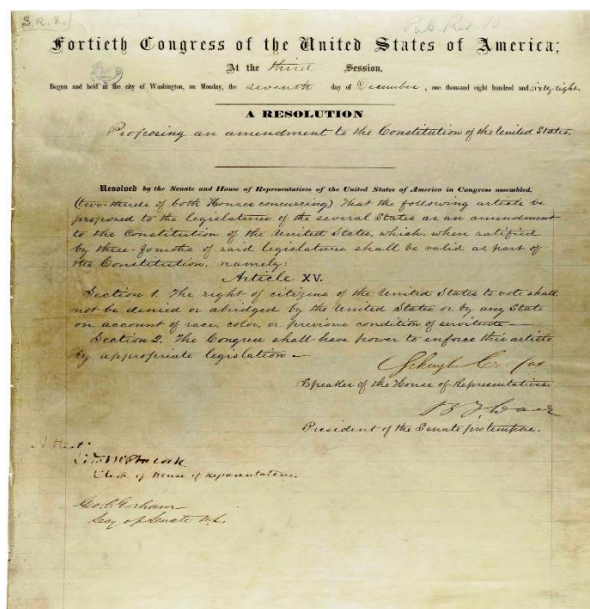 S.R.8.
Pub. Res 10
Fortieth Congress of the United States of America;
At the third Session,
Begun and held at the city of Washington, on Monday, the seventh day of December, one thousand eight hundred and sixty-eight.
A RESOLUTION
Proposing an amendment to the Constitution of the United States.
Resolved by the Senate and House of Representatives of the United States of America in Congress assembled,
(two-thirds of both Houses concurring) That the following article be
proposed to the legislatures of the several States as an amendment
to the Constitution of the United States, which, when ratified
by three-fourths of said legislatures shall be valid as part of
the Constitution, namely:
Article XV.
Section 1. The right of citizens of the United States to vote shall
not be denied or abridged by the United States or by any State
on account of race, color, or previous condition of servitude—
Section 2. The Congress shall have power to enforce this article
by appropriate legislation—
Schuyler Colfax
Speaker of the House of Representatives.
B F Wade
President of the Senate pro tempore.
Attest:
Clerk of House of Representatives.
Geo. C. Gorham
Secy of Senate U.S.